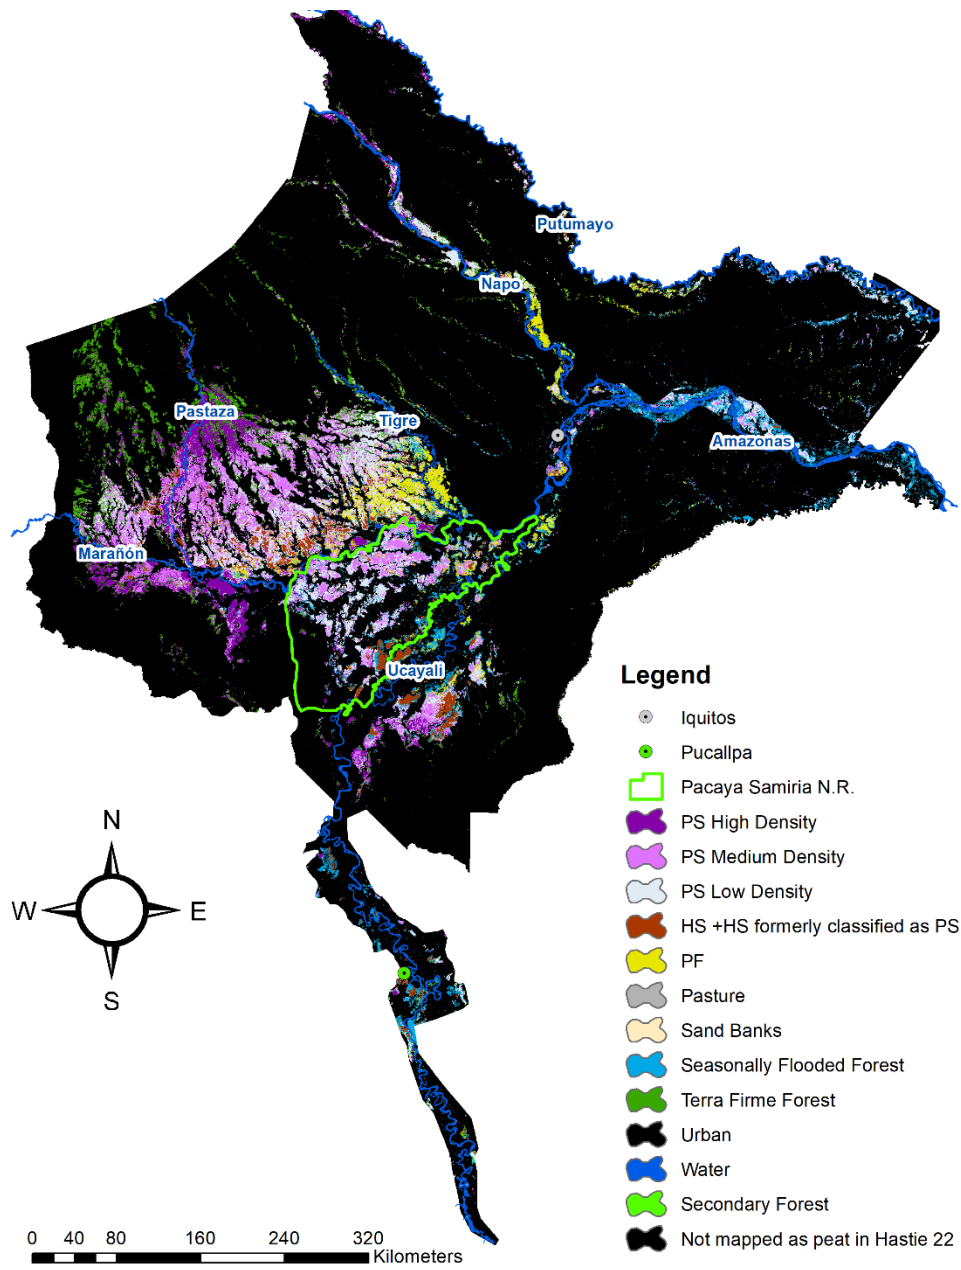 Putumayo
Napo
Pastaza
Tigre
Amazonas
Marañón
Ucayali
Legend
Iquitos
Pucallpa
Pacaya Samiria N.R.
PS High Density
PS Medium Density
PS Low Density
HS +HS formerly classified as PS
PF
Pasture
Sand Banks
Seasonally Flooded Forest
Terra Firme Forest
Urban
Water
Secondary Forest
Not mapped as peat in Hastie 22
N
W E
S
0 40 80 160 240 320
Kilometers